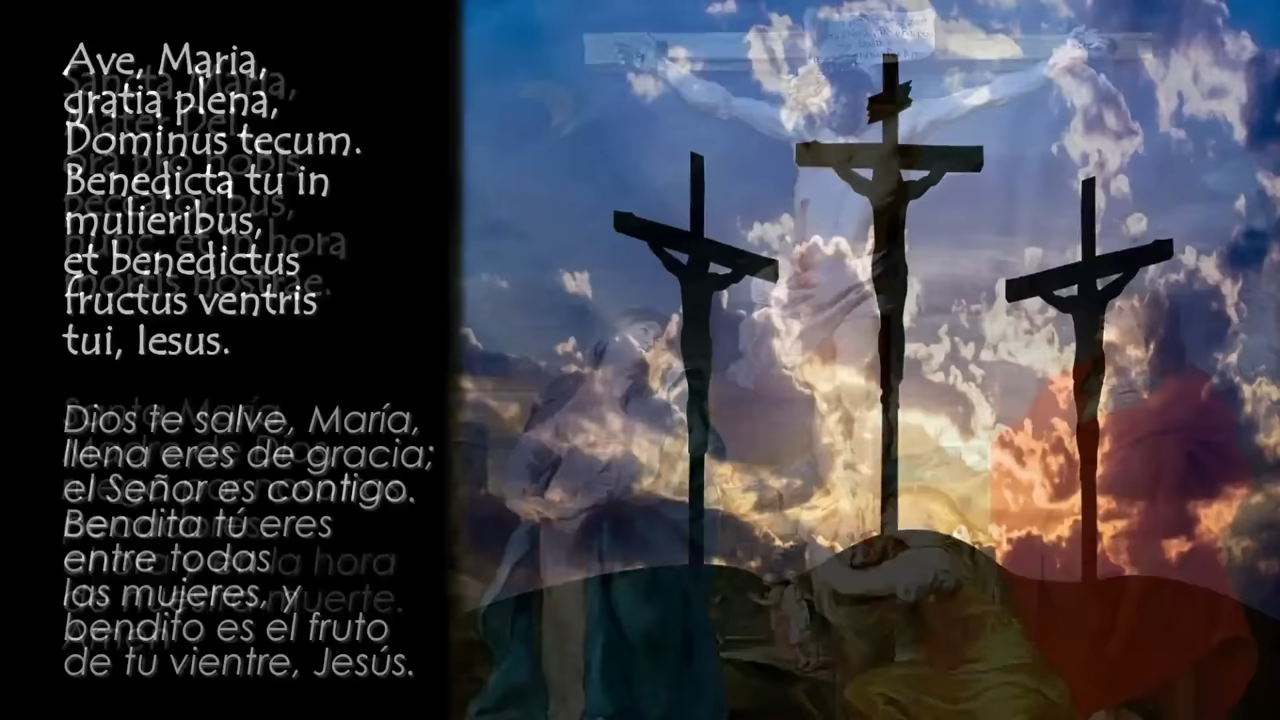 Ave, Maria,
gratia plena,
Dominus tecum.
Benedicta tu in
mulieribus,
et benedictus
fructus ventris
tui, Iesus.
Dios te salve, María,
llena eres de gracia;
el Señor es contigo.
Bendita tú eres
entre todas
las mujeres, y
bendito es el fruto
de tu vientre, Jesús.